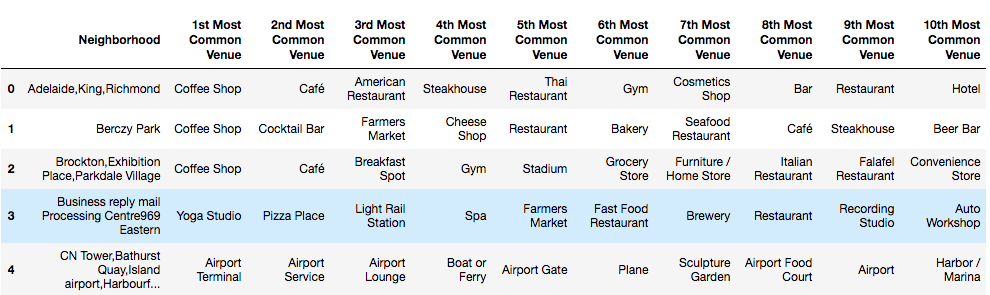 Neighborhood 1st Most Common Venue 2nd Most Common Venue 3rd Most Common Venue 4th Most Common Venue 5th Most Common Venue 6th Most Common Venue 7th Most Common Venue 8th Most Common Venue 9th Most Common Venue 10th Most Common Venue
0 Adelaide,King,Richmond Coffee Shop Café American Restaurant Steakhouse Thai Restaurant Gym Cosmetics Shop Bar Restaurant Hotel
1 Berczy Park Coffee Shop Cocktail Bar Farmers Market Cheese Shop Restaurant Bakery Seafood Restaurant Café Steakhouse Beer Bar
2 Brockton,Exhibition Place,Parkdale Village Coffee Shop Café Breakfast Spot Gym Stadium Grocery Store Furniture / Home Store Italian Restaurant Falafel Restaurant Convenience Store
3 Business reply mail Processing Centre969 Eastern Yoga Studio Pizza Place Light Rail Station Spa Farmers Market Fast Food Restaurant Brewery Restaurant Recording Studio Auto Workshop
4 CN Tower,Bathurst Quay,Island airport,Harbourf... Airport Terminal Airport Service Airport Lounge Boat or Ferry Airport Gate Plane Sculpture Garden Airport Food Court Airport Harbor / Marina